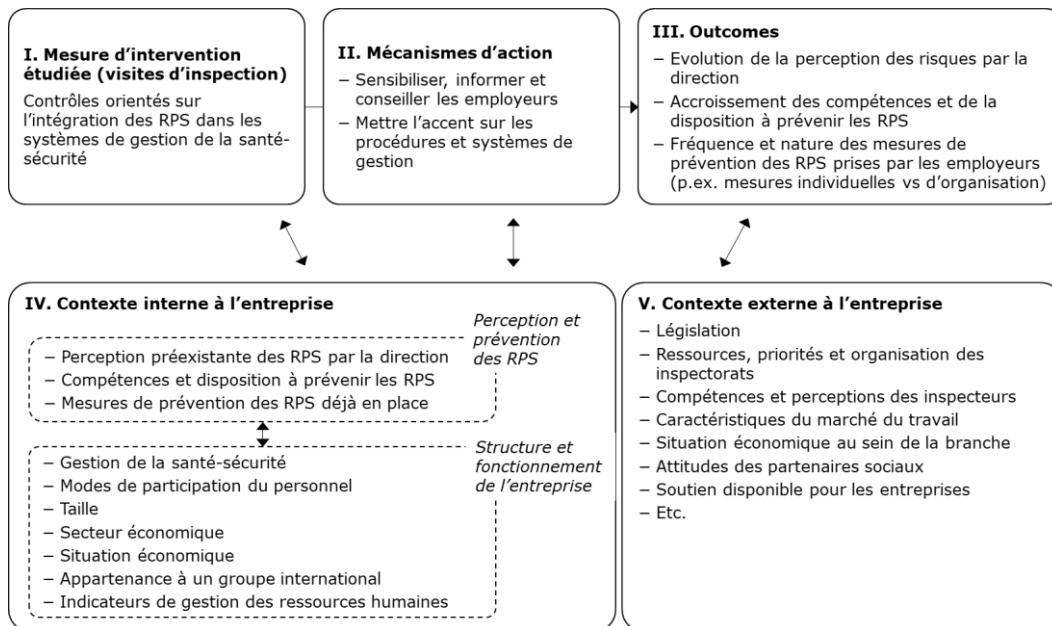 I. Mesure d’intervention
étudiée (visites d’inspection)
Contrôles orientés sur
l’intégration des RPS dans les
systèmes de gestion de la santé-
sécurité
II. Mécanismes d’action
− Sensibiliser, informer et
conseiller les employeurs
− Mettre l’accent sur les
procédures et systèmes de
gestion
III. Outcomes
− Evolution de la perception des risques par la
direction
− Accroissement des compétences et de la
disposition à prévenir les RPS
− Fréquence et nature des mesures de
prévention des RPS prises par les employeurs
(p.ex. mesures individuelles vs d’organisation)
IV. Contexte interne à l’entreprise
Perception et
prévention
des RPS
− Perception préexistante des RPS par la direction
− Compétences et disposition à prévenir les RPS
− Mesures de prévention des RPS déjà en place
Structure et
fonctionnement
de l’entreprise
− Gestion de la santé-sécurité
− Modes de participation du personnel
− Taille
− Secteur économique
− Situation économique
− Appartenance à un groupe international
− Indicateurs de gestion des ressources humaines
V. Contexte externe à l’entreprise
− Législation
− Ressources, priorités et organisation des
inspectorats
− Compétences et perceptions des inspecteurs
− Caractéristiques du marché du travail
− Situation économique au sein de la branche
− Attitudes des partenaires sociaux
− Soutien disponible pour les entreprises
− Etc.